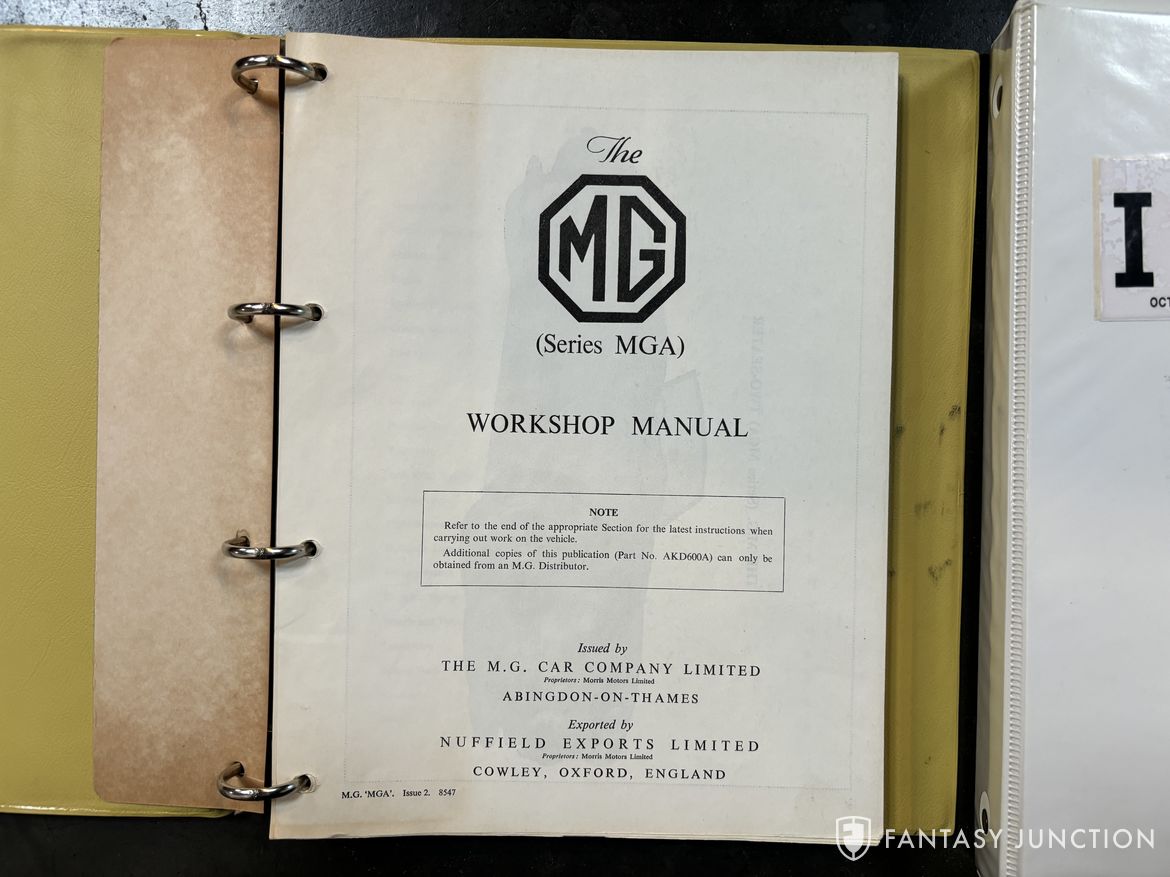 The
MG
(Series MGA)
WORKSHOP MANUAL
NOTE
Refer to the end of the appropriate Section for the latest instructions when
carrying out work on the vehicle.
Additional copies of this publication (Part No. AKD600A) can only be
obtained from an M.G. Distributor.
Issued by
THE M.G. CAR COMPANY LIMITED
Proprietors: Morris Motors Limited
ABINGDON-ON-THAMES
Exported by
NUFFIELD EXPORTS LIMITED
Proprietors: Morris Motors Limited
COWLEY, OXFORD, ENGLAND
M.G. 'MGA'. Issue 2. 8547
I
OCT
FANTASY JUNCTION